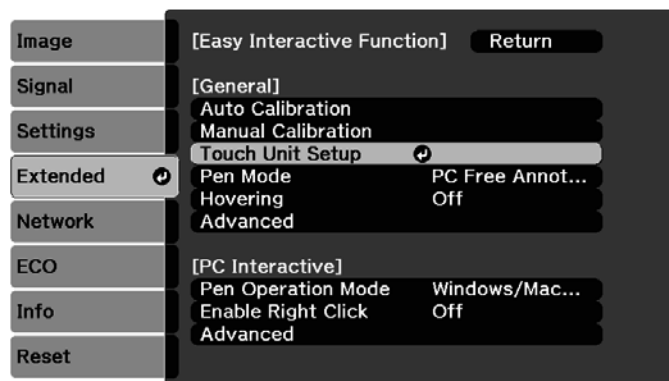 Image
Signal
Settings
Extended
Network
ECO
Info
Reset
[Easy Interactive Function] Return
[General]
Auto Calibration
Manual Calibration
Touch Unit Setup
Pen Mode PC Free Annot...
Hovering Off
Advanced
[PC Interactive]
Pen Operation Mode Windows/Mac...
Enable Right Click Off
Advanced